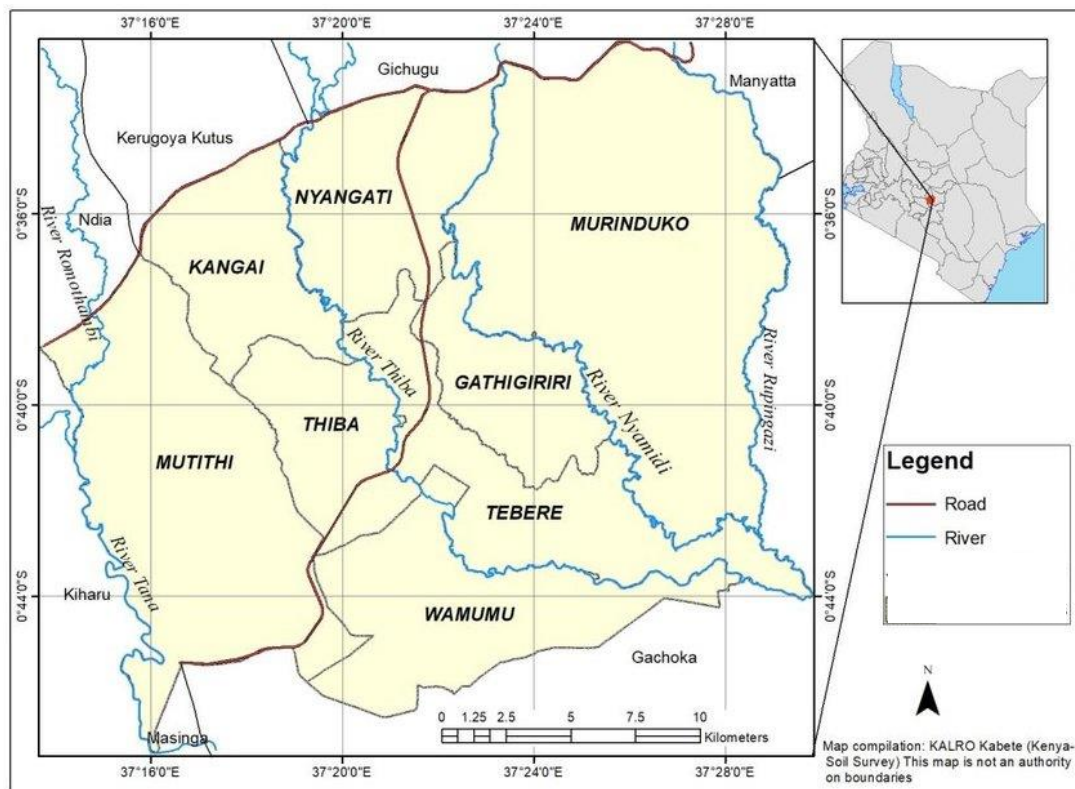 37°16'0"E
37°20'0"E
37°24'0"E
37°28'0"E
Gichugu
Manyatta
Kerugoya Kutus
NYANGATI
0°36'S
Ndia
MURINDUKO
0°36'S
River Romothambi
KANGAI
River Thiba
River Rupingazi
GATHIGIRIRI
River Nyamidi
0°40'0"S
0°40'0"S
THIBA
MUTITHI
Legend
TEBERE
Road
River
River Tana
Kiharu
0°44'0"S
0°44'0"S
WAMUMU
Gachoka
N
0 1.25 2.5 5 7.5 10
Kilometers
Masinga
Map compilation: KALRO Kabete (Kenya-
Soil Survey) This map is not an authority
on boundaries
37°16'0"E
37°20'0"E
37°24'0"E
37°28'0"E